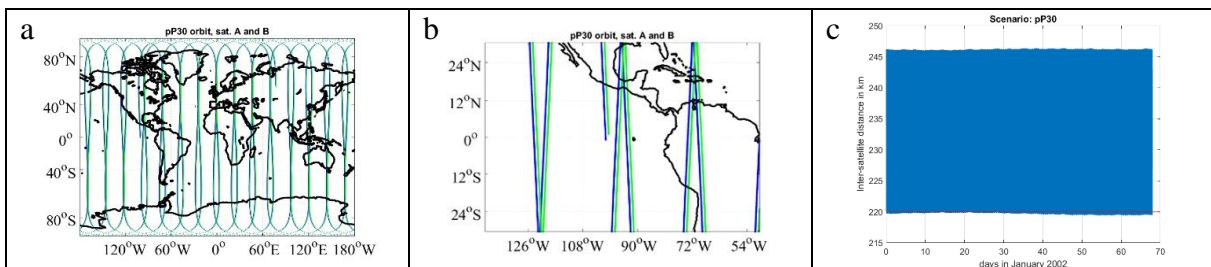 a
pP30 orbit, sat. A and B
80°N
40°N
0°
40°S
80°S
120°W 60°W 0° 60°E 120°E 180°W
b
pP30 orbit, sat. A and B
24°N
12°N
0°
12°S
24°S
126°W 108°W 90°W 72°W 54°W
c
Scenario: pP30
Inter-satellite distance in km
250
245
240
235
230
225
220
215
0 10 20 30 40 50 60 70
days in January 2002